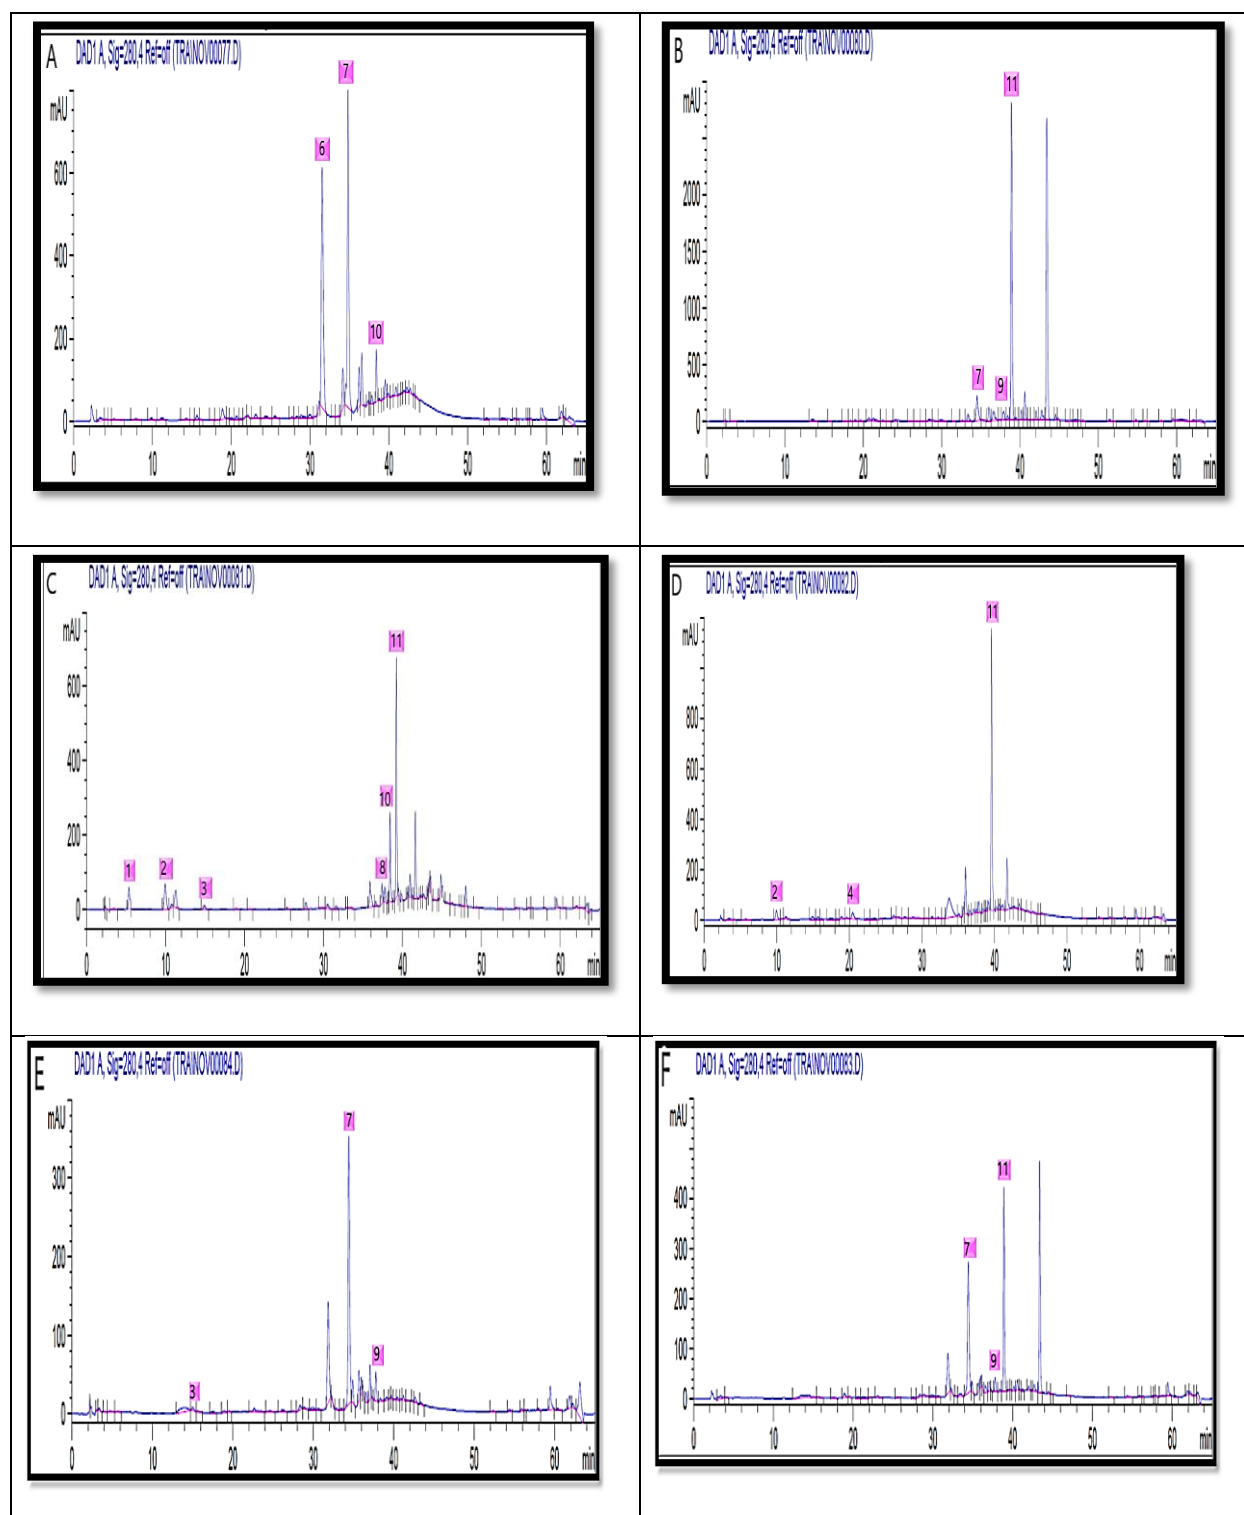 A DAD1 A, Sig=280,4 Ref=off (TRAINOV00077.D)
mAU
7
6
600
400
10
200
0
0 10 20 30 40 50 60 min
B DAD1 A, Sig=280,4 Ref=off (TRAINOV00080.D)
mAU
11
2000
1500
1000
7
9
500
0
0 10 20 30 40 50 60 min
C DAD1 A, Sig=280,4 Ref=off (TRAINOV00081.D)
mAU
11
600
400
10
200
1 2 3 8
0
0 10 20 30 40 50 60 min
D DAD1 A, Sig=280,4 Ref=off (TRAINOV00082.D)
mAU
11
800
600
400
200
2 4
0
0 10 20 30 40 50 60 min
E DAD1 A, Sig=280,4 Ref=off (TRAINOV00084.D)
mAU
7
300
200
100
9
3
0
0 10 20 30 40 50 60 min
F DAD1 A, Sig=280,4 Ref=off (TRAINOV00083.D)
mAU
11
400
7
300
200
100
9
0
0 10 20 30 40 50 60 min